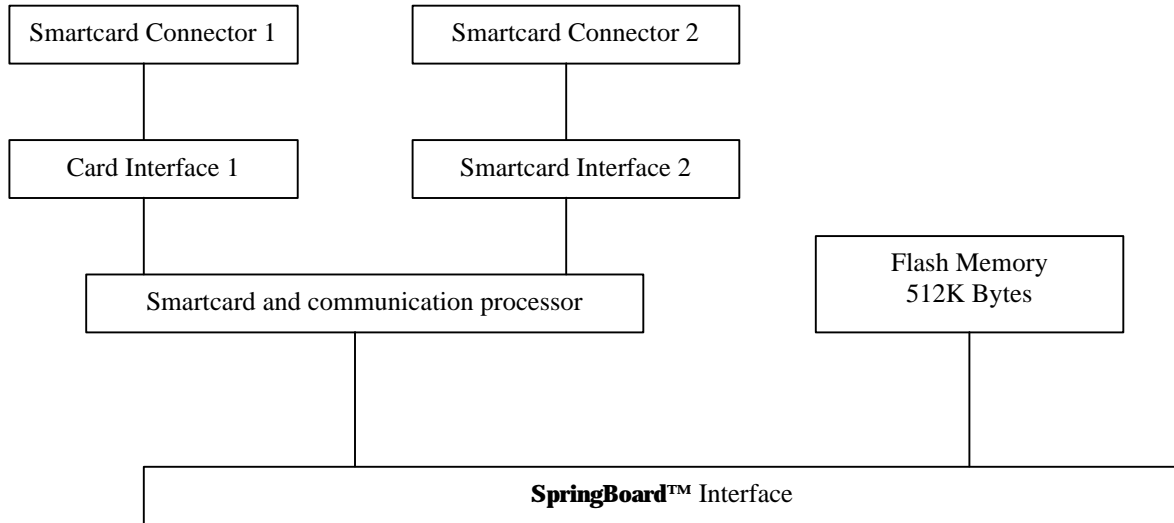 Smartcard Connector 1
Smartcard Connector 2
Card Interface 1
Smartcard Interface 2
Flash Memory
512K Bytes
Smartcard and communication processor
SpringBoard™ Interface